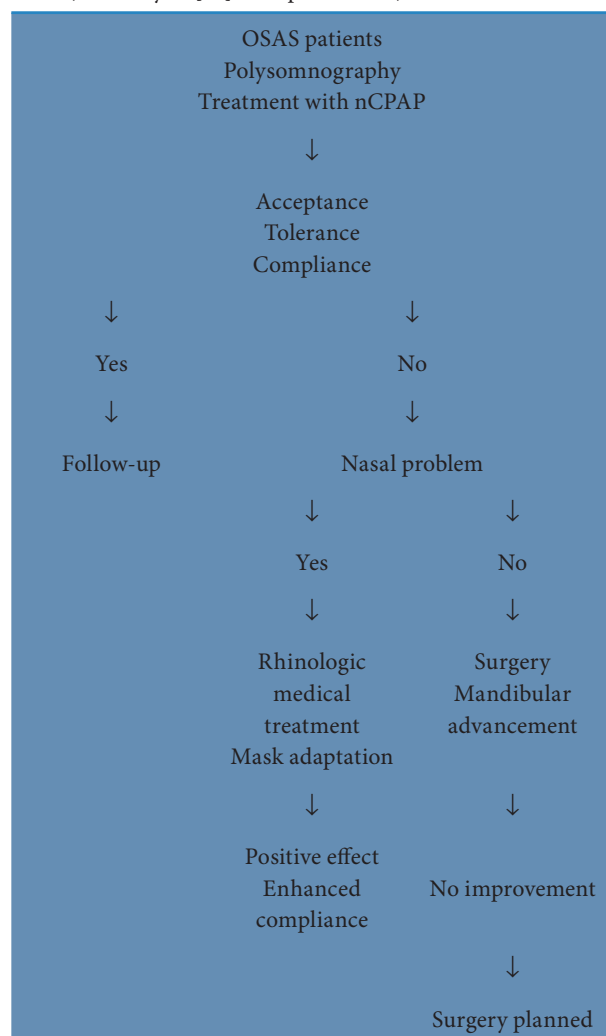 OSAS patients
Polysomnography
Treatment with nCPAP
↓
Acceptance
Tolerance
Compliance
↓ ↓
Yes No
↓ ↓
Follow-up Nasal problem
↓ ↓
Yes No
↓ ↓
Rhinologic Surgery
medical Mandibular
treatment advancement
Mask adaptation
↓ ↓
Positive effect
Enhanced No improvement
compliance
↓
Surgery planned